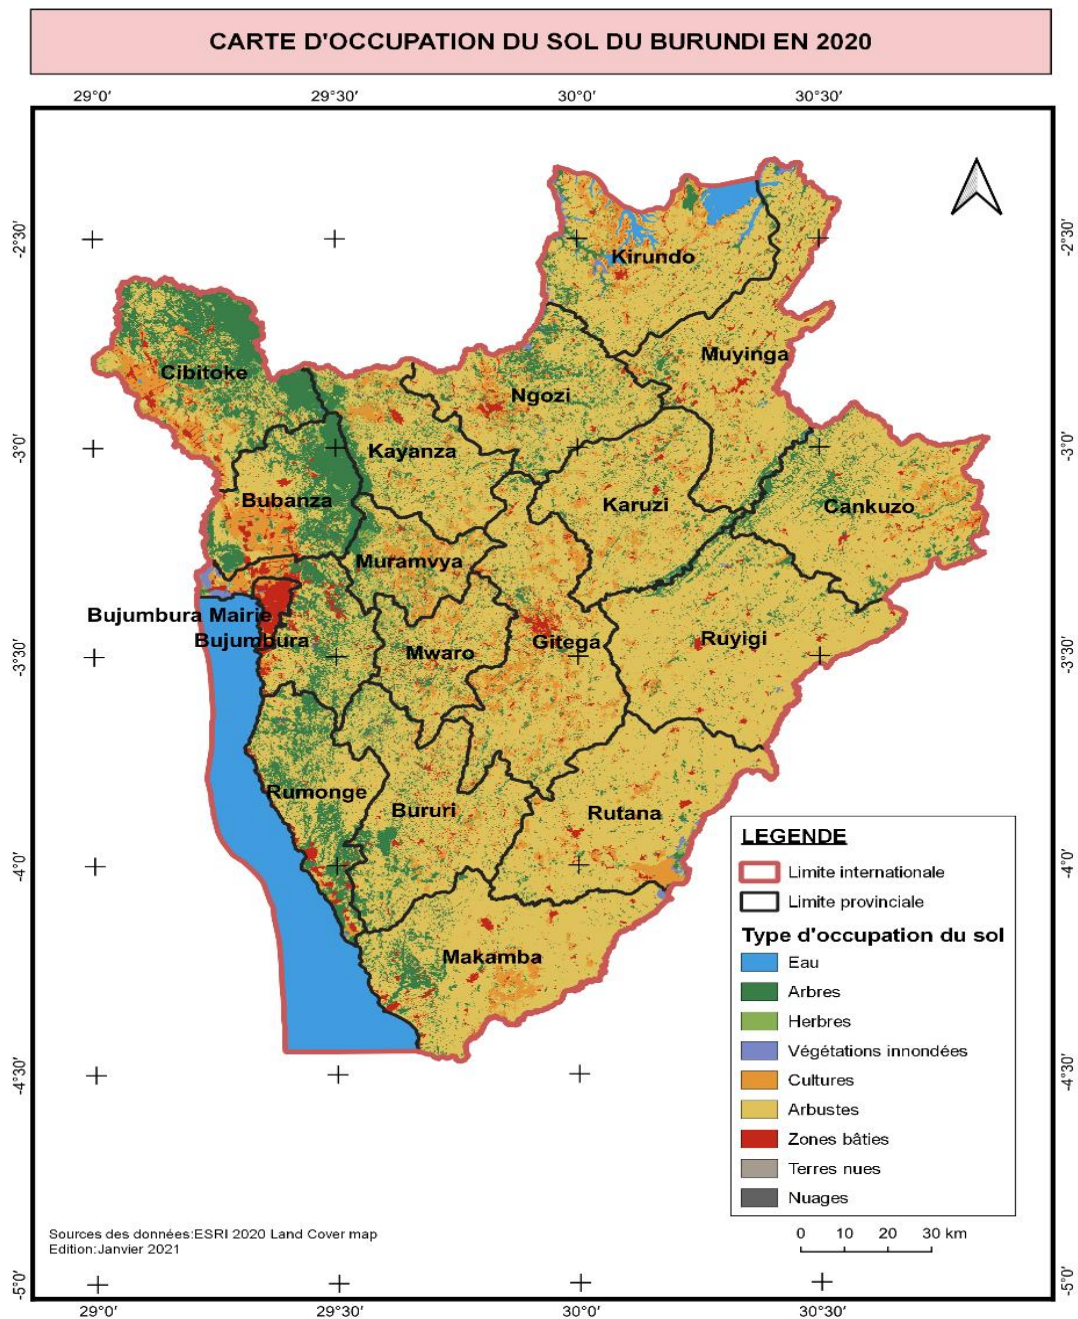 CARTE D'OCCUPATION DU SOL DU BURUNDI EN 2020
29°0′ 29°30′ 30°0′ 30°30′
-2°30′ -2°30′
Kirundo
Muyinga
Cibitoke
Ngozi
-3°0′ -3°0′
Kayanza
Bubanza
Karuzi
Cankuzo
Muramvya
Bujumbura Mairie
Bujumbura
Mwaro
Gitega
Ruyigi
-3°30′ -3°30′
Rumonge
Bururi
Rutana
-4°0′ -4°0′
Makamba
-4°30′ -4°30′
LEGENDE
Limite internationale
Limite provinciale
Type d'occupation du sol
Eau
Arbres
Herbres
Végétations innondées
Cultures
Arbustes
Zones bâties
Terres nues
Nuages
0 10 20 30 km
Sources des données:ESRI 2020 Land Cover map
Edition:Janvier 2021
-5°0′ -5°0′
29°0′ 29°30′ 30°0′ 30°30′